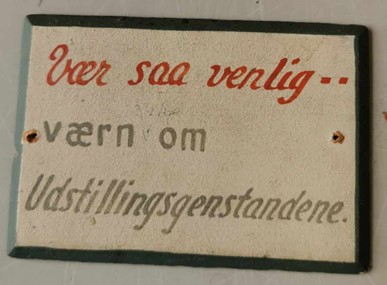 Vær saa venlig--
værn om
Udstillingsgenstandene.